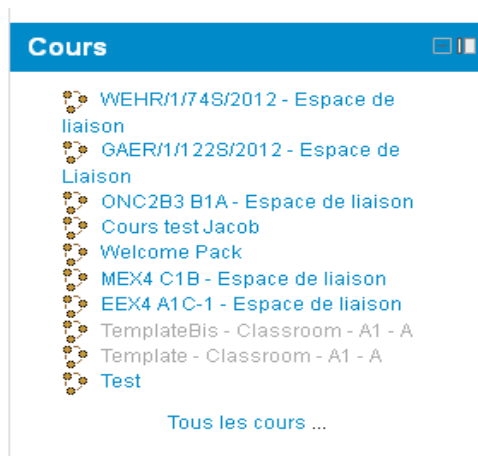 Cours
WEHR/1/74S/2012 - Espace de
liaison
GAER/1/122S/2012 - Espace de
Liaison
ONC2B3 B1A - Espace de liaison
Cours test Jacob
Welcome Pack
MEX4 C1B - Espace de liaison
EEX4 A1C-1 - Espace de liaison
TemplateBis - Classroom - A1 - A
Template - Classroom - A1 - A
Test
Tous les cours ...